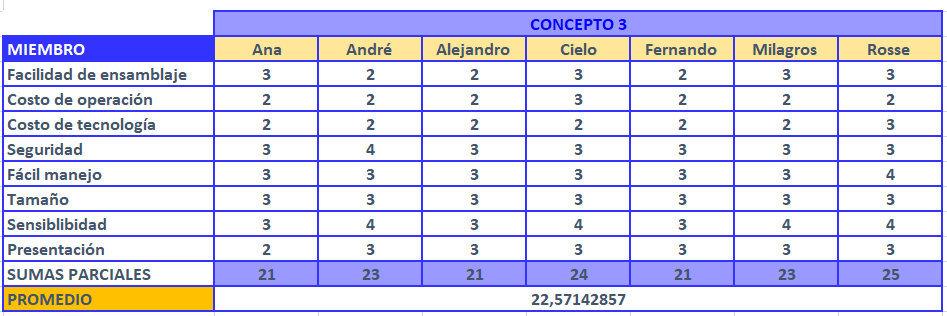 CONCEPTO 3
MIEMBRO Ana André Alejandro Cielo Fernando Milagros Rosse
Facilidad de ensamblaje 3 2 2 3 2 3 3
Costo de operación 2 2 2 3 2 2 2
Costo de tecnología 2 2 2 2 2 2 3
Seguridad 3 4 3 3 3 3 3
Fácil manejo 3 3 3 3 3 3 4
Tamaño 3 3 3 3 3 3 3
Sensiblibidad 3 4 3 4 3 4 4
Presentación 2 3 3 3 3 3 3
SUMAS PARCIALES 21 23 21 24 21 23 25
PROMEDIO 22,57142857